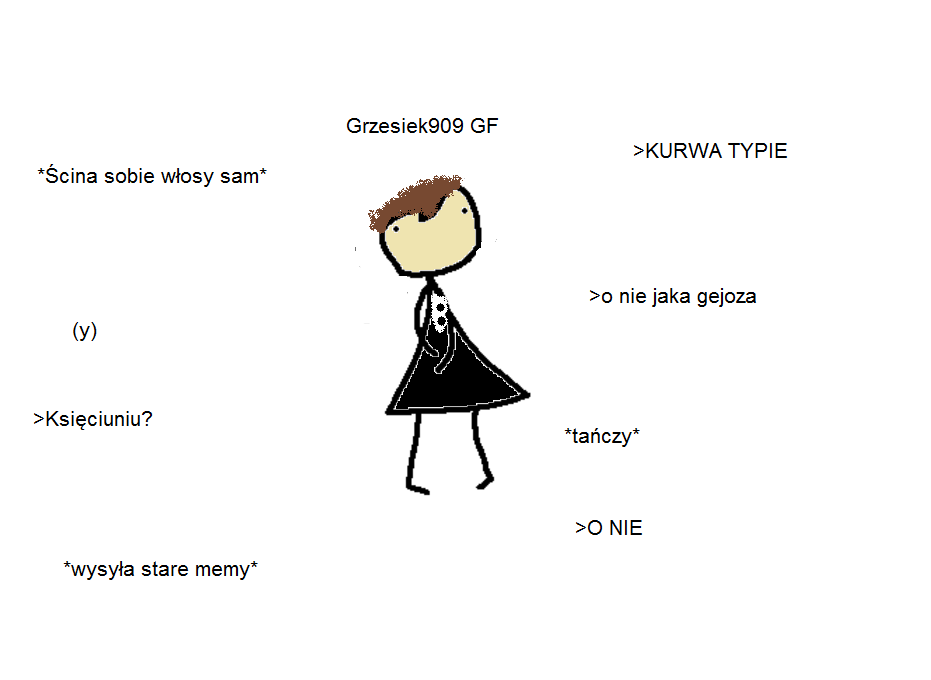 Grzesiek909 GF
>KURWA TYPIE
*Ścina sobie włosy sam*
>o nie jaka gejoza
(y)
>Księciuniu?
*tańczy*
>O NIE
*wysyła stare memy*